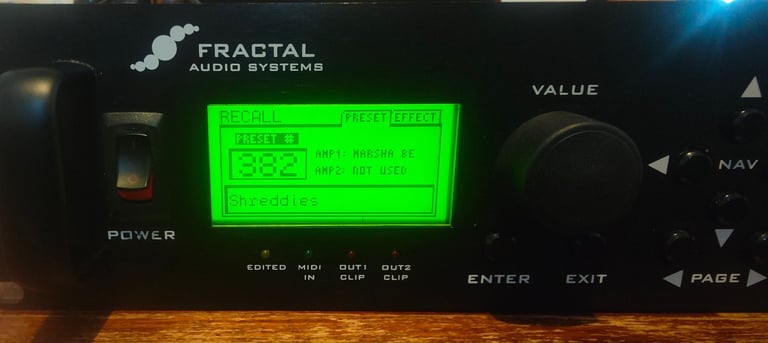 FRACTAL
AUDIO SYSTEMS
RECALL
PRESET EFFECT
PRESET #
382
AMP1: MARSHA BE
AMP2: NOT USED
Shreddies
POWER
EDITED
MIDI IN
OUT1 CLIP
OUT2 CLIP
VALUE
NAV
ENTER
EXIT
PAGE